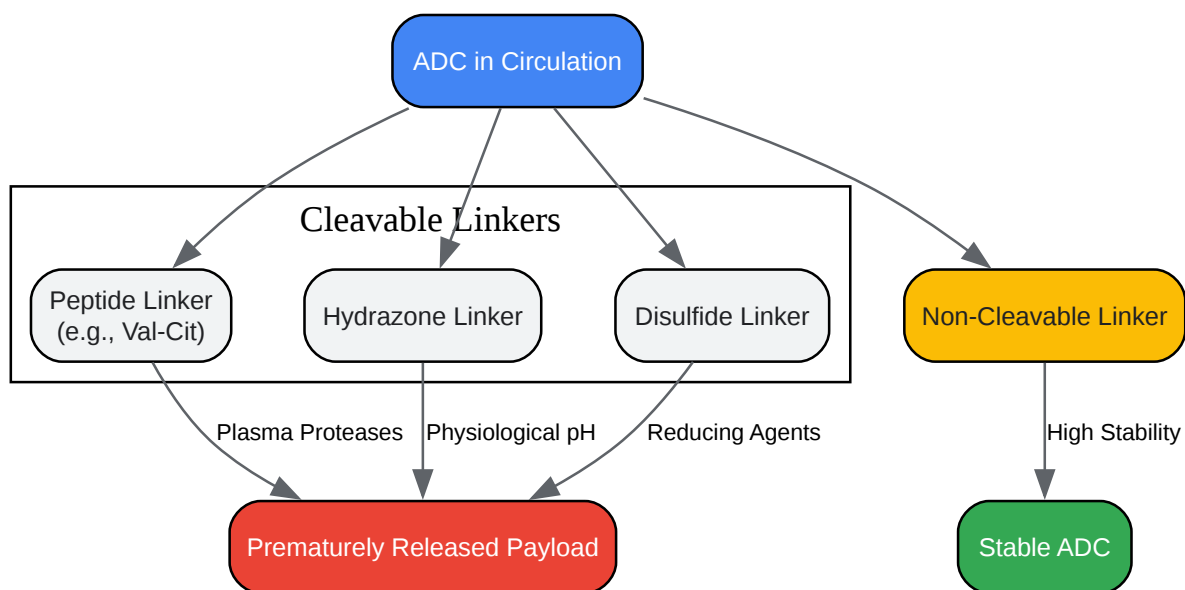 ADC in Circulation
Cleavable Linkers
Peptide Linker
(e.g., Val-Cit)
Hydrazone Linker
Disulfide Linker
Non-Cleavable Linker
Plasma Proteases
Physiological pH
Reducing Agents
High Stability
Prematurely Released Payload
Stable ADC